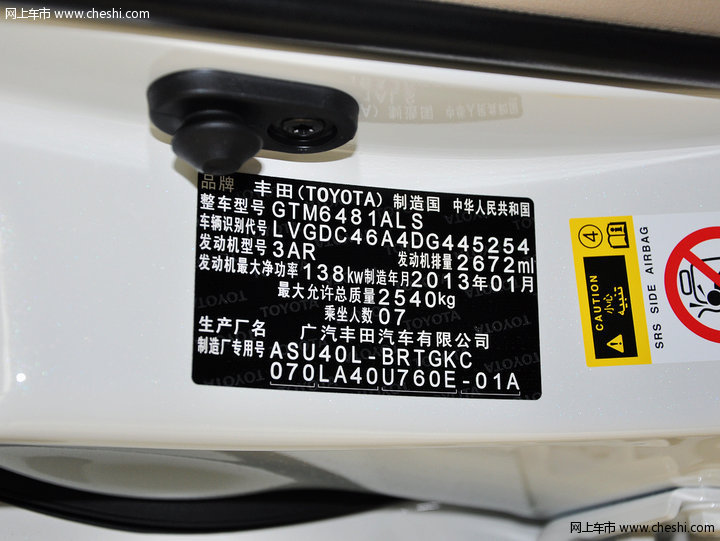 网上车市 www.cheshi.com
品牌 丰田(TOYOTA) 制造国 中华人民共和国
整车型号 GTM6481ALS
车辆识别代号 LVGDC46A4DG445254
发动机型号 3AR 发动机排量 2672ml
发动机最大净功率 138kw 制造年月 2013年01月
最大允许总质量 2540kg
乘坐人数 07
生产厂名 广汽丰田汽车有限公司
制造厂专用号 ASU40L-BRTGKC
070LA40U760E-01A
4
CAUTION
小心
تنبيه
SRS SIDE AIRBAG
网上车市 www.cheshi.com